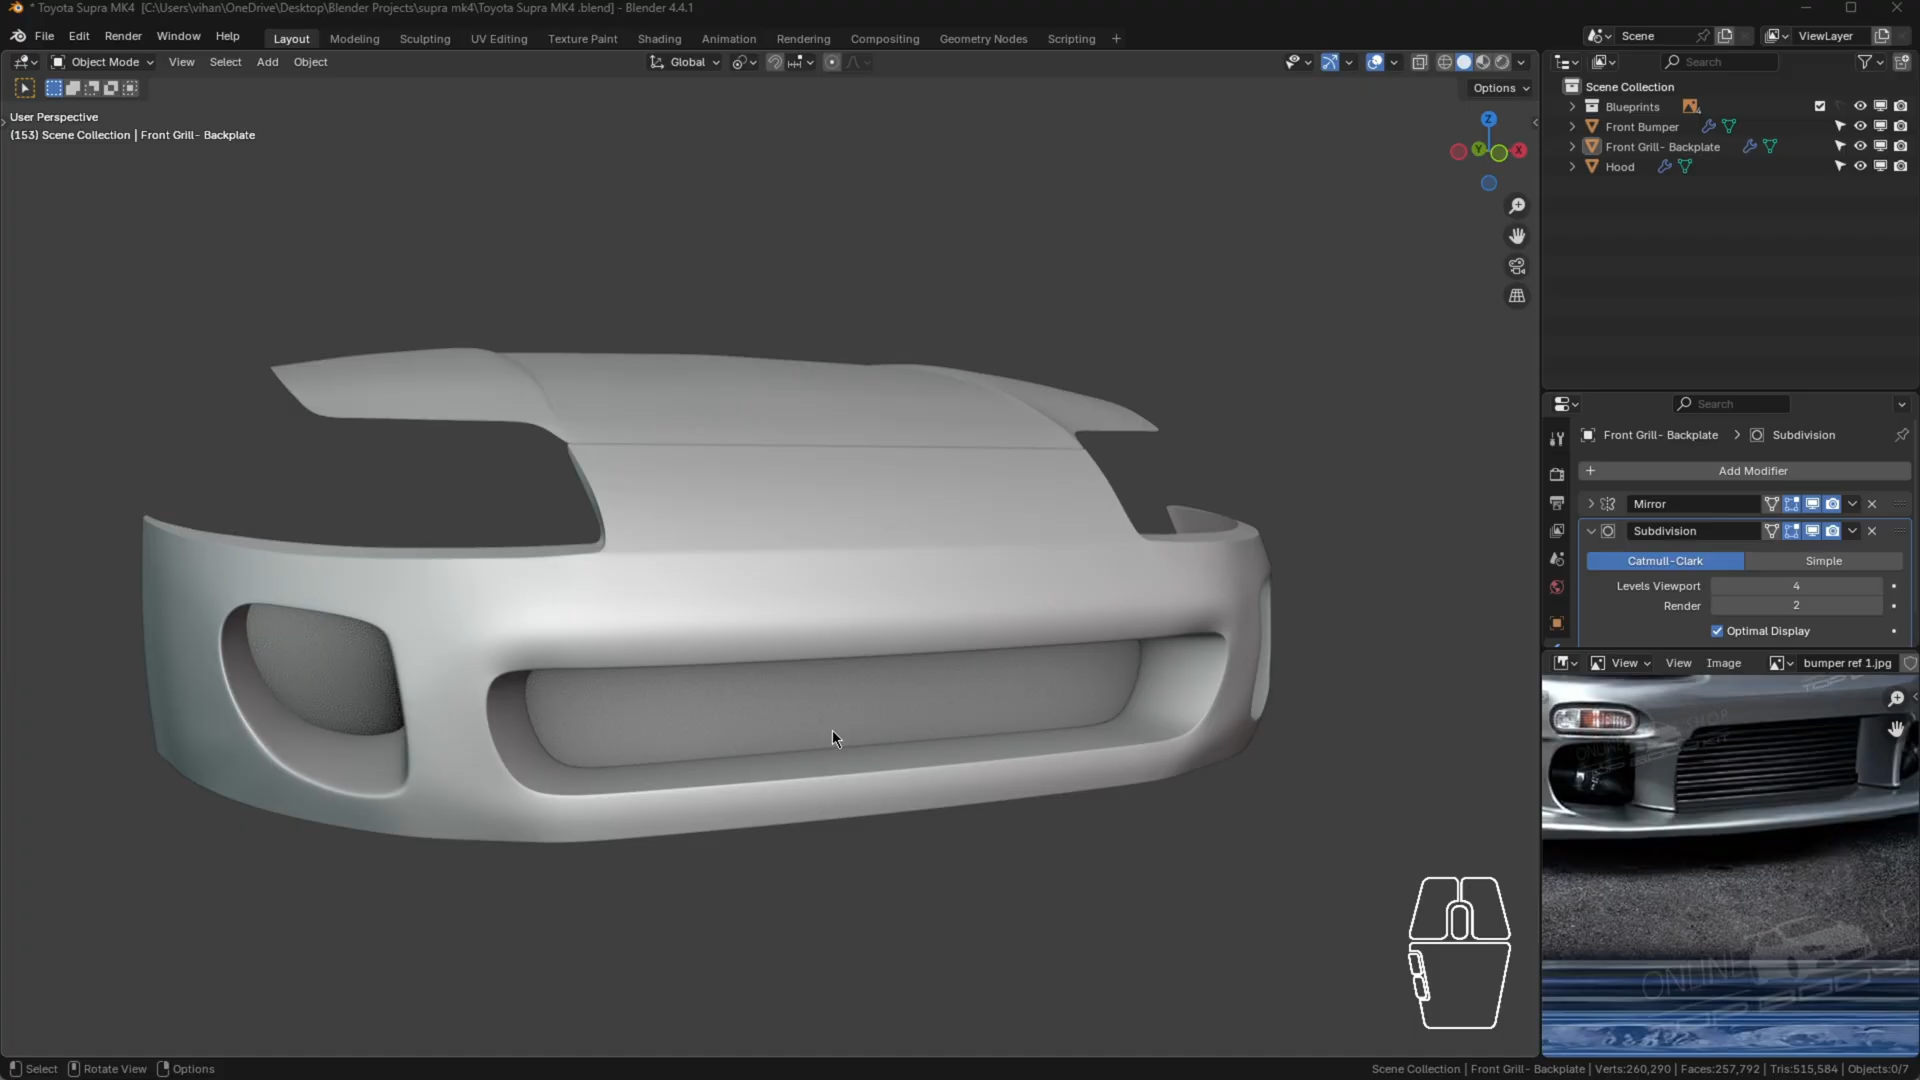 * Toyota Supra MK4 [C:\Users\vihan\OneDrive\Desktop\Blender Projects\supra mk4\Toyota Supra MK4 .blend] - Blender 4.4.1
File Edit Render Window Help Layout Modeling Sculpting UV Editing Texture Paint Shading Animation Rendering Compositing Geometry Nodes Scripting + Scene ViewLayer
Object Mode View Select Add Object Global Search
Options
User Perspective
(153) Scene Collection | Front Grill- Backplate
Z
Y
X
Scene Collection
Blueprints 4
Front Bumper
Front Grill- Backplate
Hood
Search
Front Grill- Backplate > Subdivision
+ Add Modifier
Mirror
Subdivision
Catmull-Clark Simple
Levels Viewport 4
Render 2
Optimal Display
View View Image bumper ref 1.jpg
ONLINE
Select Rotate View Options
Scene Collection | Front Grill- Backplate | Verts:260,290 | Faces:257,792 | Tris:515,584 | Objects:0/7